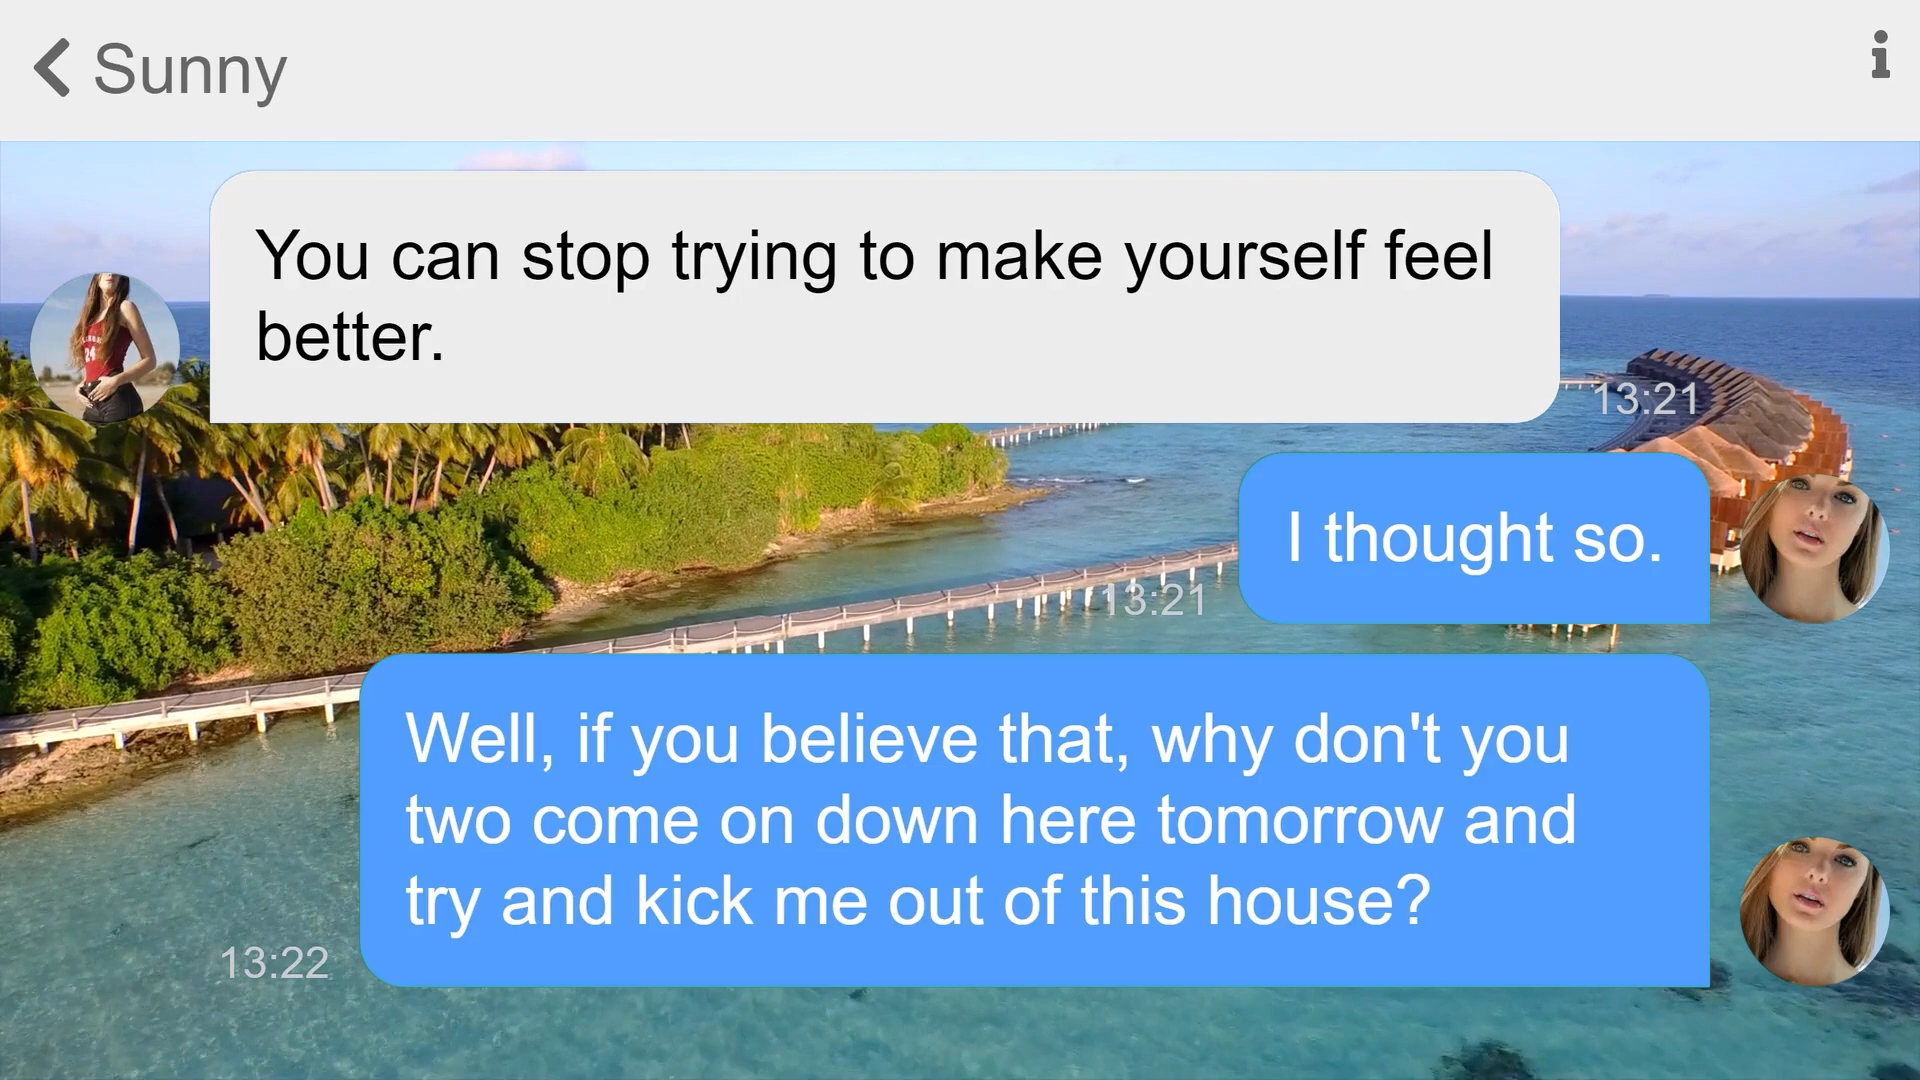 Sunny
You can stop trying to make yourself feel
better.
13:21
24
I thought so.
13:21
Well, if you believe that, why don't you
two come on down here tomorrow and
try and kick me out of this house?
13:22